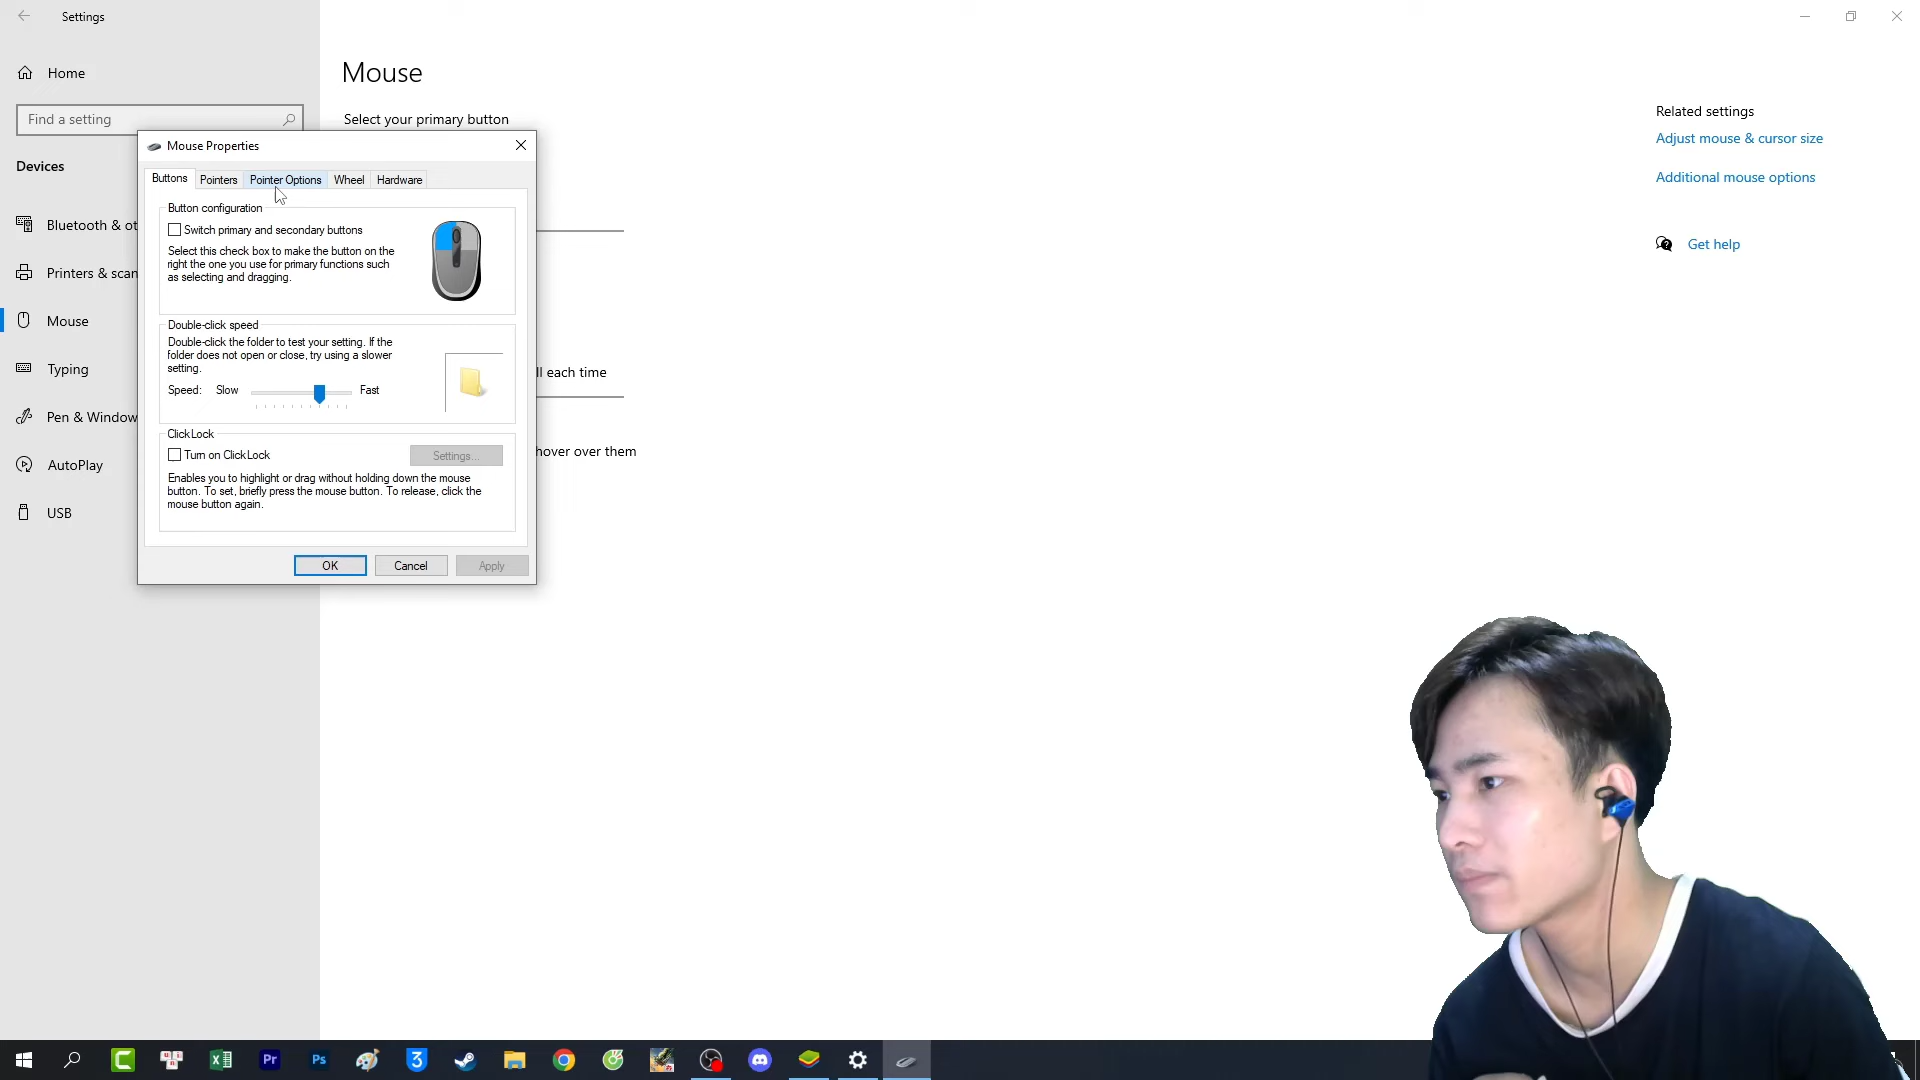 Settings
Home
Find a setting
Devices
Bluetooth & ot
Printers & scan
Mouse
Typing
Pen & Window
AutoPlay
USB
Mouse
Select your primary button
ll each time
hover over them
Related settings
Adjust mouse & cursor size
Additional mouse options
Get help
Mouse Properties
Buttons Pointers Pointer Options Wheel Hardware
Button configuration
Switch primary and secondary buttons
Select this check box to make the button on the
right the one you use for primary functions such
as selecting and dragging.
Double-click speed
Double-click the folder to test your setting. If the
folder does not open or close, try using a slower
setting.
Speed: Slow Fast
ClickLock
Turn on ClickLock Settings...
Enables you to highlight or drag without holding down the mouse
button. To set, briefly press the mouse button. To release, click the
mouse button again.
OK Cancel Apply
Pr Ps 3